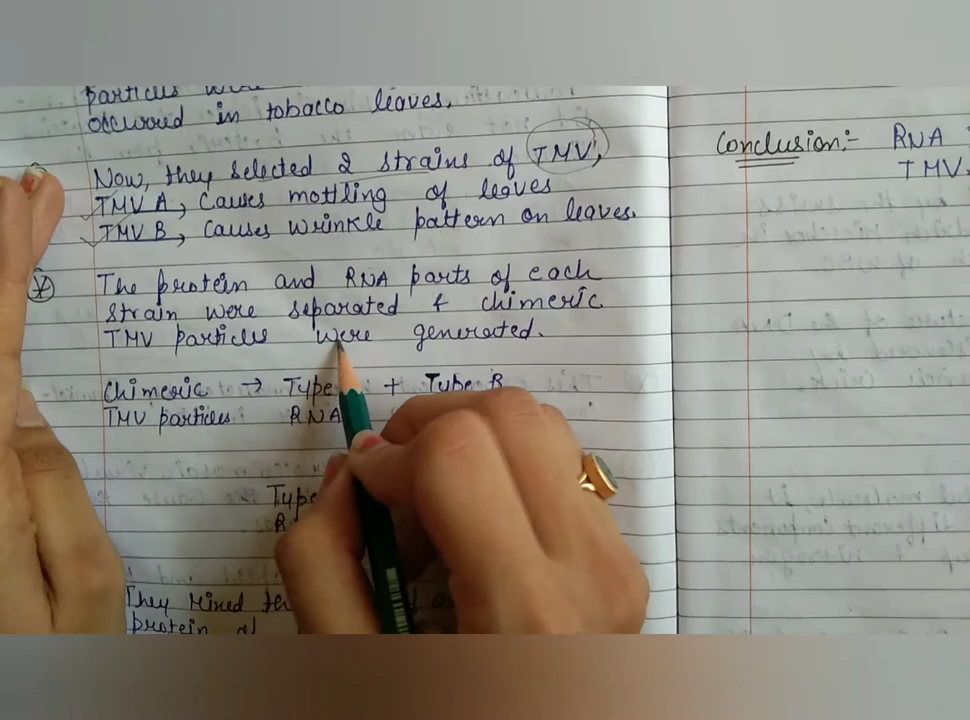 particles were
occurred in tobacco leaves.
Now, they selected 2 strains of TMV,
TMV A, causes mottling of leaves
TMV B, causes wrinkle pattern on leaves.
The protein and RNA parts of each
strain were separated & chimeric
TMV particles were generated.
Chimeric → Type + Type B
TMV particles. RNA
Type
They Mixed
protein of
Conclusion:- RNA
TMV.